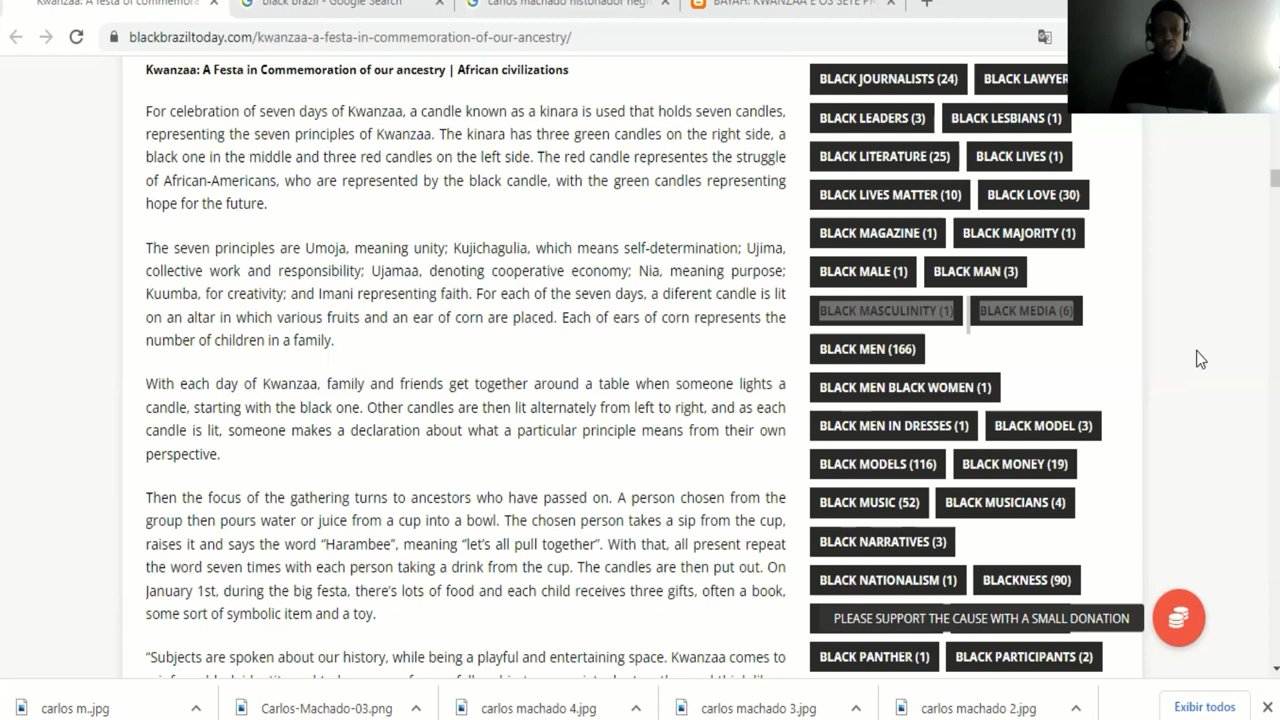 Kwanzaa: A festa in commemora
black brazil - Google Search
carlos machado historiador negr
BAYAH: KWANZAA E OS SETE PR
blackbraziltoday.com/kwanzaa-a-festa-in-commemoration-of-our-ancestry/
Kwanzaa: A Festa in Commemoration of our ancestry | African civilizations
For celebration of seven days of Kwanzaa, a candle known as a kinara is used that holds seven candles,
representing the seven principles of Kwanzaa. The kinara has three green candles on the right side, a
black one in the middle and three red candles on the left side. The red candle represents the struggle
of African-Americans, who are represented by the black candle, with the green candles representing
hope for the future.
The seven principles are Umoja, meaning unity; Kujichagulia, which means self-determination; Ujima,
collective work and responsibility; Ujamaa, denoting cooperative economy; Nia, meaning purpose;
Kuumba, for creativity; and Imani representing faith. For each of the seven days, a diferent candle is lit
on an altar in which various fruits and an ear of corn are placed. Each of ears of corn represents the
number of children in a family.
With each day of Kwanzaa, family and friends get together around a table when someone lights a
candle, starting with the black one. Other candles are then lit alternately from left to right, and as each
candle is lit, someone makes a declaration about what a particular principle means from their own
perspective.
Then the focus of the gathering turns to ancestors who have passed on. A person chosen from the
group then pours water or juice from a cup into a bowl. The chosen person takes a sip from the cup,
raises it and says the word “Harambee”, meaning “let’s all pull together”. With that, all present repeat
the word seven times with each person taking a drink from the cup. The candles are then put out. On
January 1st, during the big festa, there’s lots of food and each child receives three gifts, often a book,
some sort of symbolic item and a toy.
“Subjects are spoken about our history, while being a playful and entertaining space. Kwanzaa comes to
BLACK JOURNALISTS (24) BLACK LAWYER
BLACK LEADERS (3) BLACK LESBIANS (1)
BLACK LITERATURE (25) BLACK LIVES (1)
BLACK LIVES MATTER (10) BLACK LOVE (30)
BLACK MAGAZINE (1) BLACK MAJORITY (1)
BLACK MALE (1) BLACK MAN (3)
BLACK MASCULINITY (1) BLACK MEDIA (6)
BLACK MEN (166)
BLACK MEN BLACK WOMEN (1)
BLACK MEN IN DRESSES (1) BLACK MODEL (3)
BLACK MODELS (116) BLACK MONEY (19)
BLACK MUSIC (52) BLACK MUSICIANS (4)
BLACK NARRATIVES (3)
BLACK NATIONALISM (1) BLACKNESS (90)
PLEASE SUPPORT THE CAUSE WITH A SMALL DONATION
BLACK PANTHER (1) BLACK PARTICIPANTS (2)
carlos m..jpg
Carlos-Machado-03.png
carlos machado 4.jpg
carlos machado 3.jpg
carlos machado 2.jpg
Exibir todos